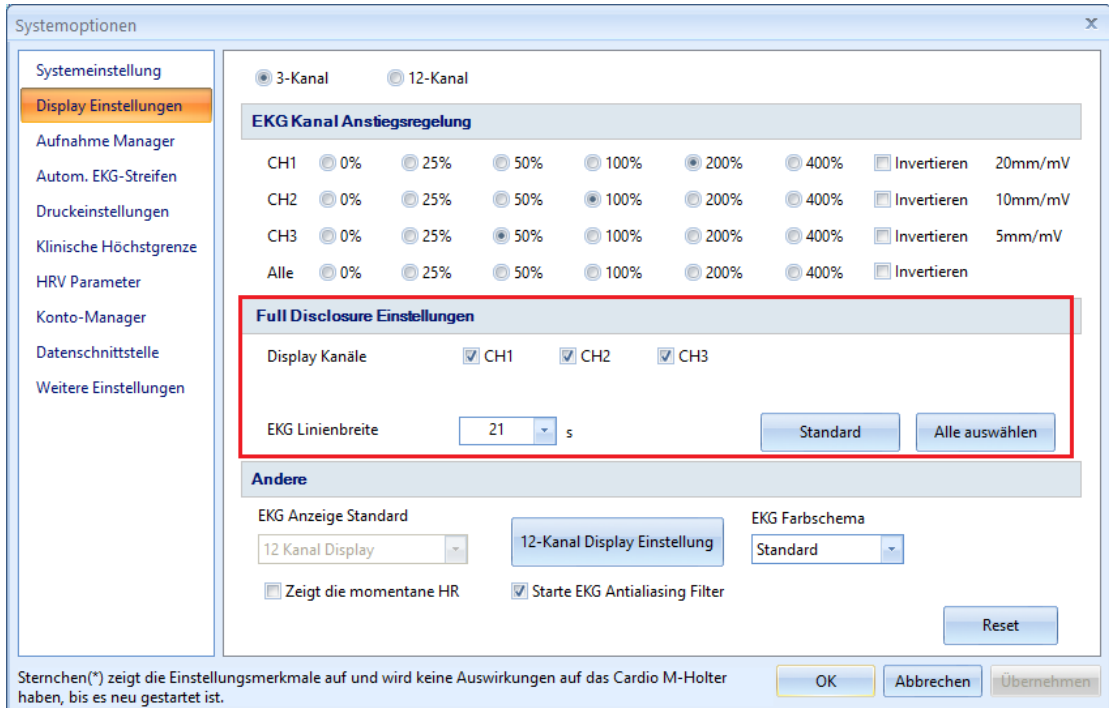 Systemoptionen x
Systemeinstellung
Display Einstellungen
Aufnahme Manager
Autom. EKG-Streifen
Druckeinstellungen
Klinische Höchstgrenze
HRV Parameter
Konto-Manager
Datenschnittstelle
Weitere Einstellungen
3-Kanal 12-Kanal
EKG Kanal Anstiegsregelung
CH1 0% 25% 50% 100% 200% 400% Invertieren 20mm/mV
CH2 0% 25% 50% 100% 200% 400% Invertieren 10mm/mV
CH3 0% 25% 50% 100% 200% 400% Invertieren 5mm/mV
Alle 0% 25% 50% 100% 200% 400% Invertieren
Full Disclosure Einstellungen
Display Kanäle CH1 CH2 CH3
EKG Linienbreite 21 s Standard Alle auswählen
Andere
EKG Anzeige Standard
12 Kanal Display
12-Kanal Display Einstellung
EKG Farbschema
Standard
Zeigt die momentane HR Starte EKG Antialiasing Filter
Reset
Sternchen(*) zeigt die Einstellungsmerkmale auf und wird keine Auswirkungen auf das Cardio M-Holter
haben, bis es neu gestartet ist.
OK Abbrechen Übernehmen